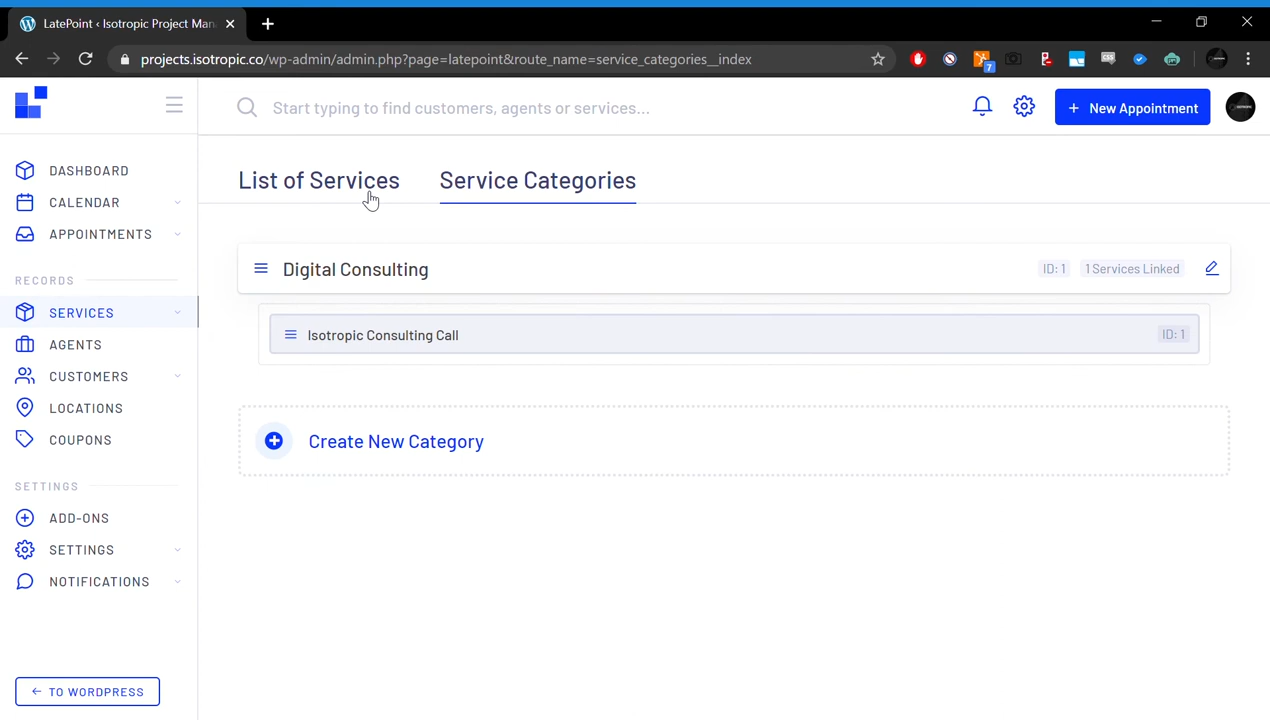 LatePoint ‹ Isotropic Project Man
projects.isotropic.co/wp-admin/admin.php?page=latepoint&route_name=service_categories__index
7
CSS
Start typing to find customers, agents or services...
+ New Appointment
DASHBOARD
CALENDAR
APPOINTMENTS
RECORDS
SERVICES
AGENTS
CUSTOMERS
LOCATIONS
COUPONS
SETTINGS
ADD-ONS
SETTINGS
NOTIFICATIONS
← TO WORDPRESS
List of Services
Service Categories
Digital Consulting
ID: 1
1 Services Linked
Isotropic Consulting Call
ID: 1
Create New Category